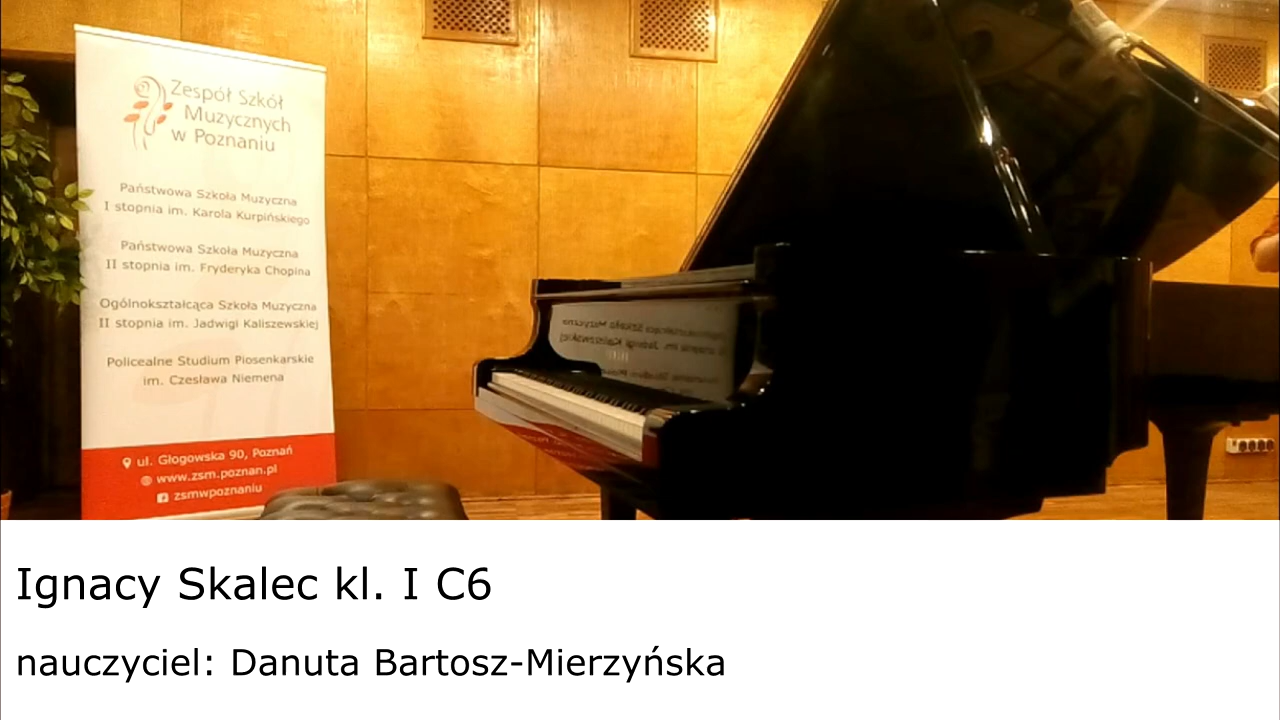 Zespół Szkół
Muzycznych
w Poznaniu
Państwowa Szkoła Muzyczna
I stopnia im. Karola Kurpińskiego
Państwowa Szkoła Muzyczna
II stopnia im. Fryderyka Chopina
Ogólnokształcąca Szkoła Muzyczna
II stopnia im. Jadwigi Kaliszewskiej
Policealne Studium Piosenkarskie
im. Czesława Niemena
ul. Głogowska 90, Poznań
www.zsm.poznan.pl
zsmwpoznaniu
Ignacy Skalec kl. I C6
nauczyciel: Danuta Bartosz-Mierzyńska